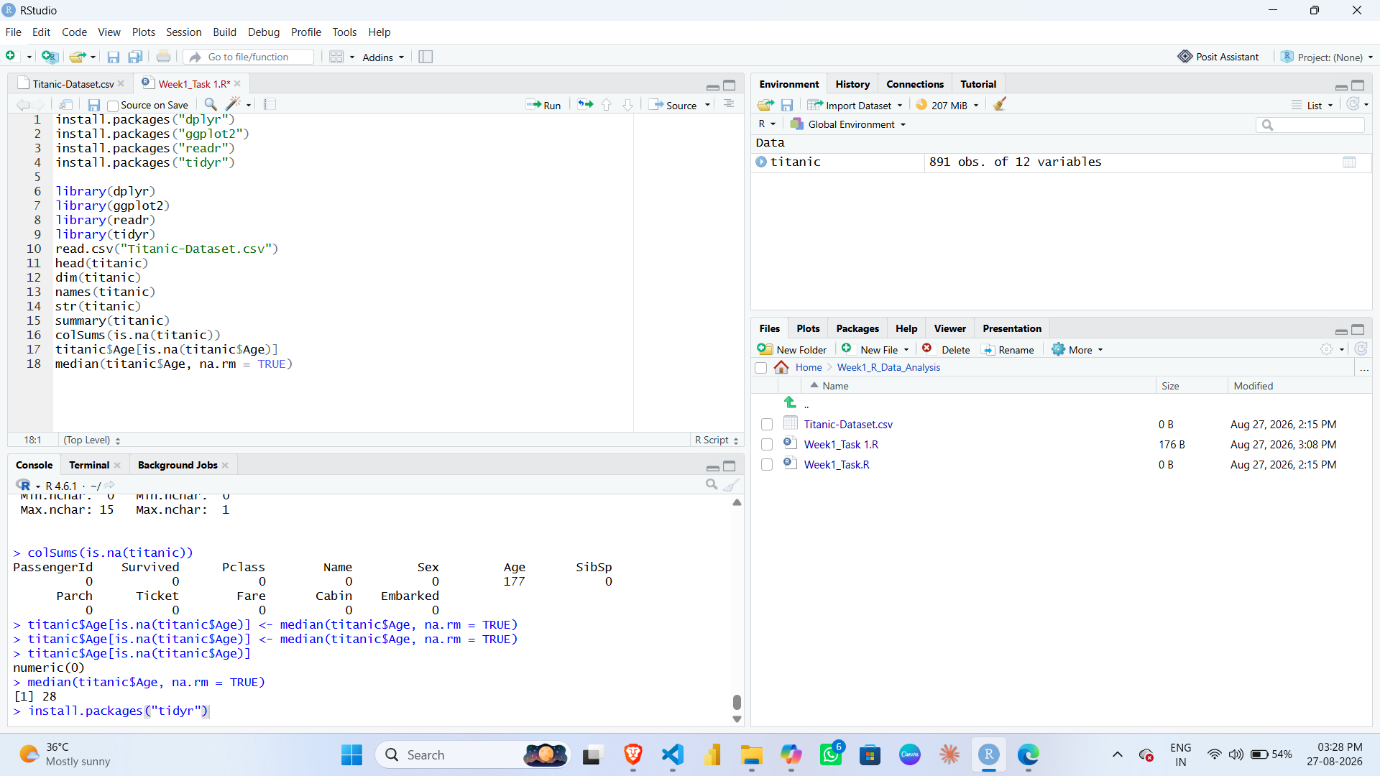 RStudio
File Edit Code View Plots Session Build Debug Profile Tools Help
Go to file/function Addins Posit Assistant Project: (None)
Titanic-Dataset.csv Week1_Task 1.R*
Source on Save Run Source
1 install.packages("dplyr")
2 install.packages("ggplot2")
3 install.packages("readr")
4 install.packages("tidyr")
5
6 library(dplyr)
7 library(ggplot2)
8 library(readr)
9 library(tidyr)
10 read.csv("Titanic-Dataset.csv")
11 head(titanic)
12 dim(titanic)
13 names(titanic)
14 str(titanic)
15 summary(titanic)
16 colSums(is.na(titanic))
17 titanic$Age[is.na(titanic$Age)]
18 median(titanic$Age, na.rm = TRUE)
18:1 (Top Level) R Script
Console Terminal Background Jobs
R 4.6.1 · ~/
Min.nchar: 0 Min.nchar: 0
Max.nchar: 15 Max.nchar: 1
> colSums(is.na(titanic))
PassengerId Survived Pclass Name Sex Age SibSp
0 0 0 0 0 177 0
Parch Ticket Fare Cabin Embarked
0 0 0 0 0
> titanic$Age[is.na(titanic$Age)] <- median(titanic$Age, na.rm = TRUE)
> titanic$Age[is.na(titanic$Age)] <- median(titanic$Age, na.rm = TRUE)
> titanic$Age[is.na(titanic$Age)]
numeric(0)
> median(titanic$Age, na.rm = TRUE)
[1] 28
> install.packages("tidyr")
Environment History Connections Tutorial
Import Dataset 207 MiB List
R Global Environment
Data
titanic 891 obs. of 12 variables
Files Plots Packages Help Viewer Presentation
New Folder New File Delete Rename More
Home Week1_R_Data_Analysis ...
Name Size Modified
..
Titanic-Dataset.csv 0 B Aug 27, 2026, 2:15 PM
Week1_Task 1.R 176 B Aug 27, 2026, 3:08 PM
Week1_Task.R 0 B Aug 27, 2026, 2:15 PM
36°C
Mostly sunny
Search
Canva
6
ENG
IN
54%
03:28 PM
27-08-2026